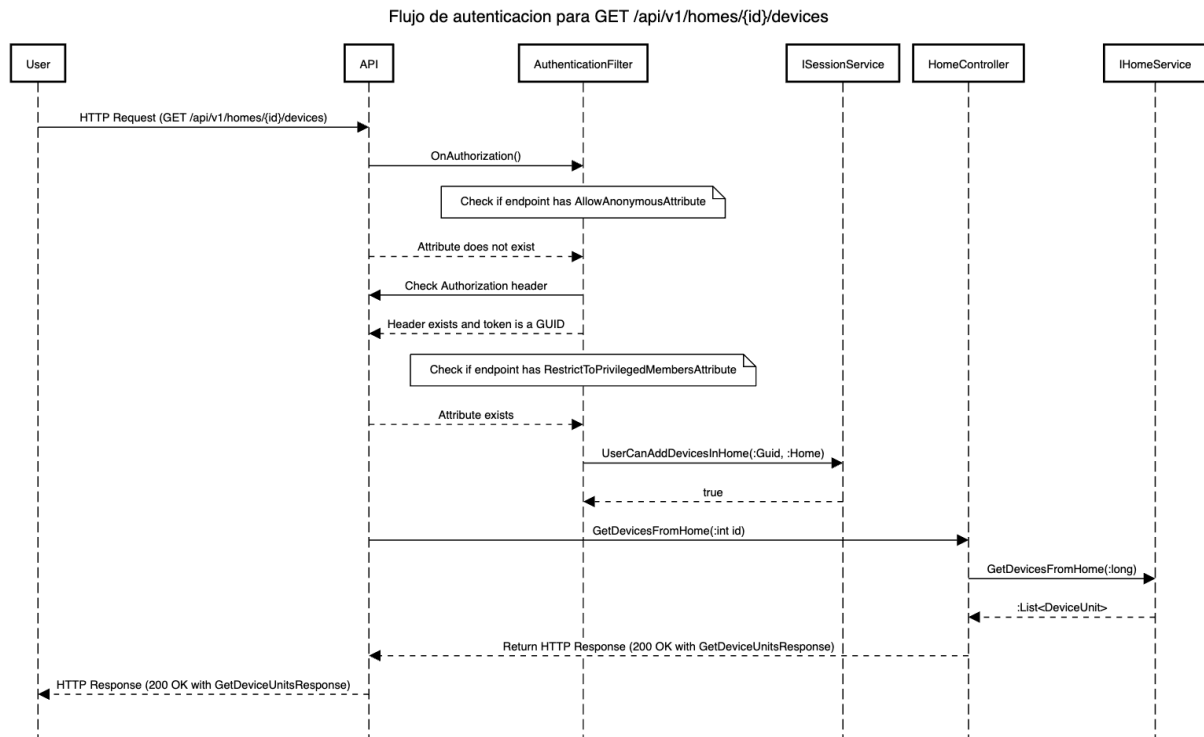 Flujo de autenticacion para GET /api/v1/homes/{id}/devices
User
API
AuthenticationFilter
ISessionService
HomeController
IHomeService
HTTP Request (GET /api/v1/homes/{id}/devices)
OnAuthorization()
Check if endpoint has AllowAnonymousAttribute
Attribute does not exist
Check Authorization header
Header exists and token is a GUID
Check if endpoint has RestrictToPrivilegedMembersAttribute
Attribute exists
UserCanAddDevicesInHome(:Guid, :Home)
true
GetDevicesFromHome(:int id)
GetDevicesFromHome(:long)
:List<DeviceUnit>
Return HTTP Response (200 OK with GetDeviceUnitsResponse)
HTTP Response (200 OK with GetDeviceUnitsResponse)